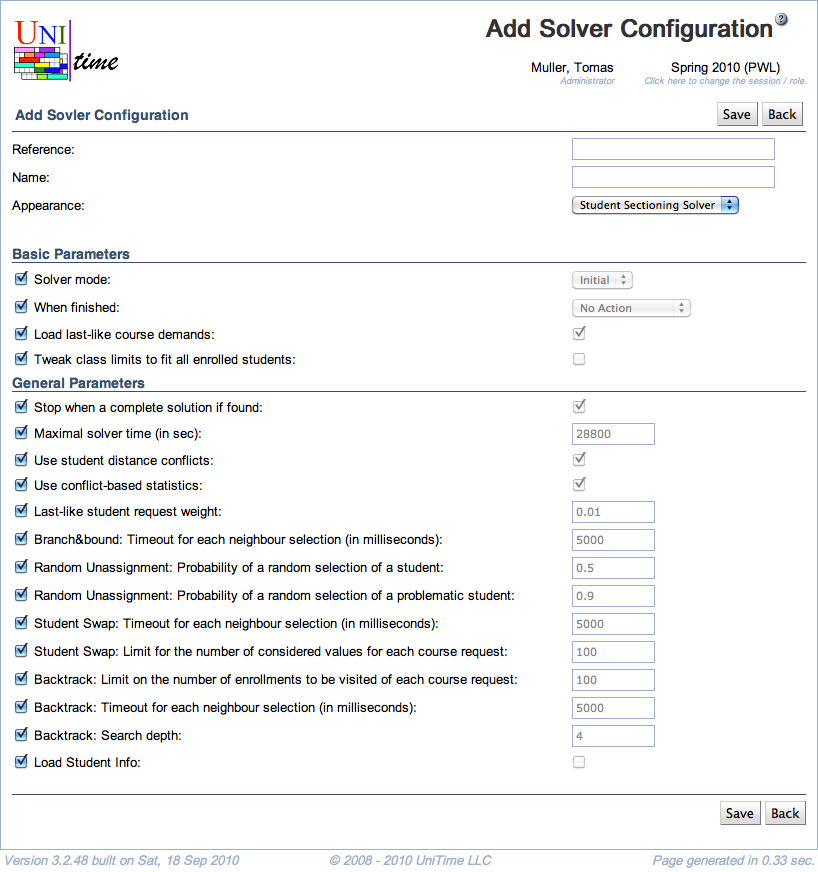 UNI
time
Add Solver Configuration ?
Muller, Tomas
Administrator
Spring 2010 (PWL)
Click here to change the session / role.
Add Sovler Configuration
Save Back
Reference:
Name:
Appearance: Student Sectioning Solver
Basic Parameters
Solver mode: Initial
When finished: No Action
Load last-like course demands:
Tweak class limits to fit all enrolled students:
General Parameters
Stop when a complete solution if found:
Maximal solver time (in sec): 28800
Use student distance conflicts:
Use conflict-based statistics:
Last-like student request weight: 0.01
Branch&bound: Timeout for each neighbour selection (in milliseconds): 5000
Random Unassignment: Probability of a random selection of a student: 0.5
Random Unassignment: Probability of a random selection of a problematic student: 0.9
Student Swap: Timeout for each neighbour selection (in milliseconds): 5000
Student Swap: Limit for the number of considered values for each course request: 100
Backtrack: Limit on the number of enrollments to be visited of each course request: 100
Backtrack: Timeout for each neighbour selection (in milliseconds): 5000
Backtrack: Search depth: 4
Load Student Info:
Save Back
Version 3.2.48 built on Sat, 18 Sep 2010 © 2008 - 2010 UniTime LLC Page generated in 0.33 sec.